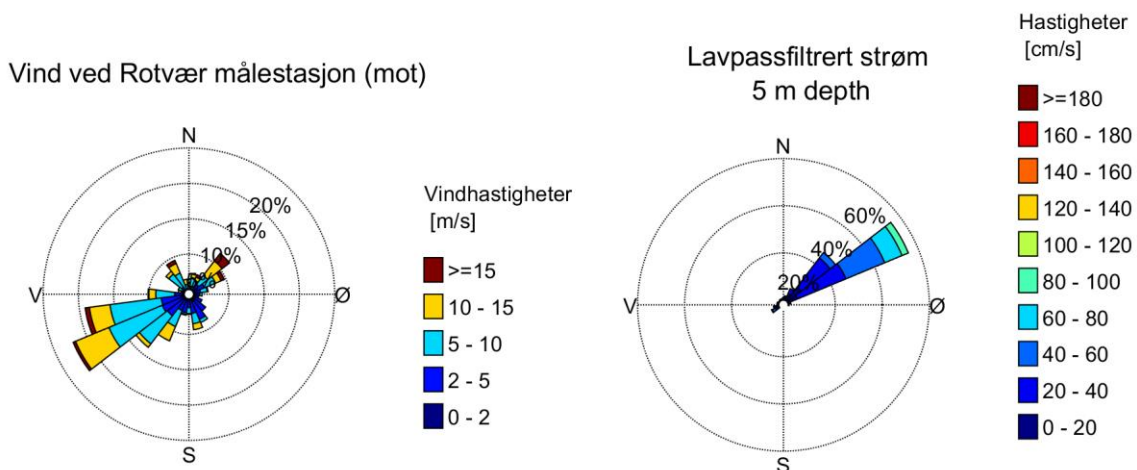 Vind ved Rotvær målestasjon (mot)
N
20%
15%
10%
V
Ø
S
Vindhastigheter
[m/s]
>=15
10 - 15
5 - 10
2 - 5
0 - 2
Lavpassfiltrert strøm
5 m depth
N
60%
40%
20%
V
Ø
S
Hastigheter
[cm/s]
>=180
160 - 180
140 - 160
120 - 140
100 - 120
80 - 100
60 - 80
40 - 60
20 - 40
0 - 20